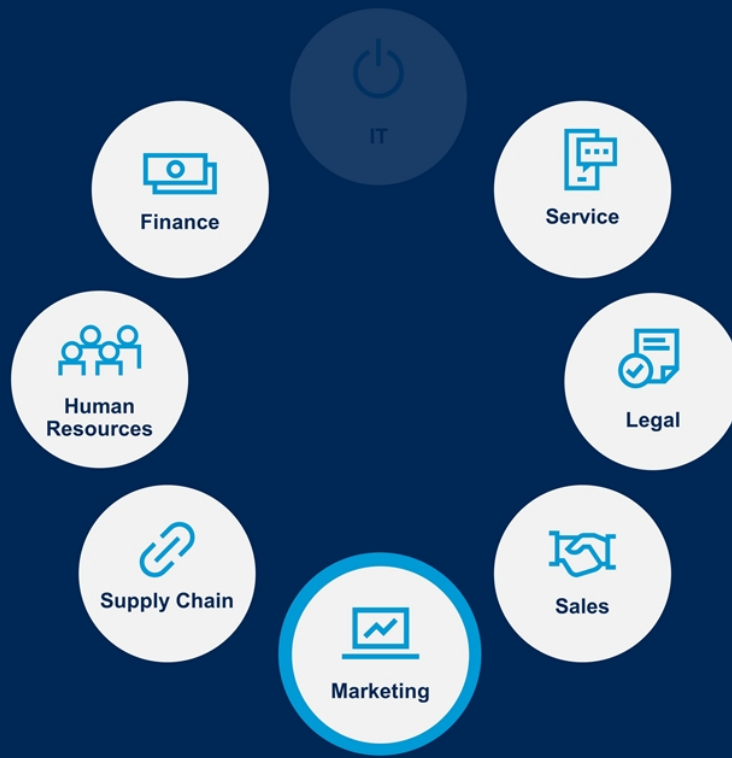 IT
Finance
Service
Human
Resources
Legal
Supply Chain
Sales
Marketing